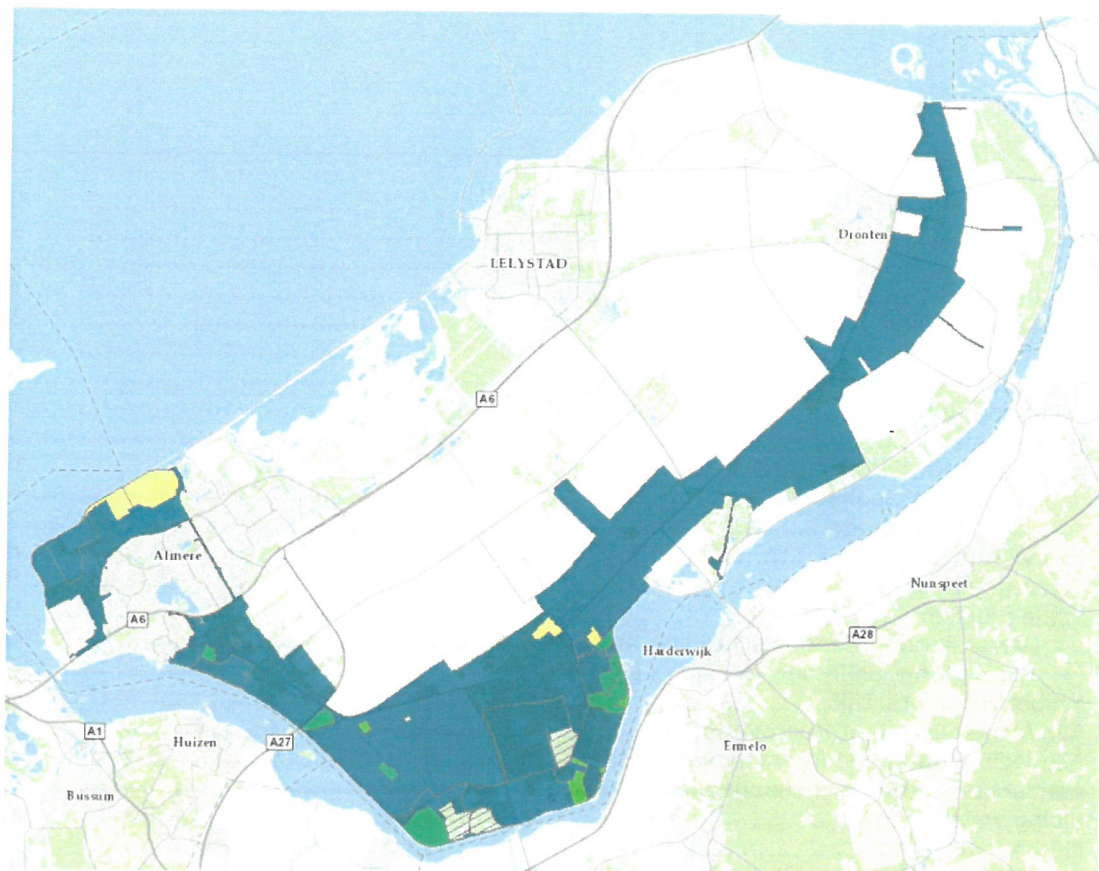 Dronten
LELYSTAD
A6
Almere
A6
Nunspeet
A28
Harderwijk
A1
Huizen
A27
Ermelo
Bussum